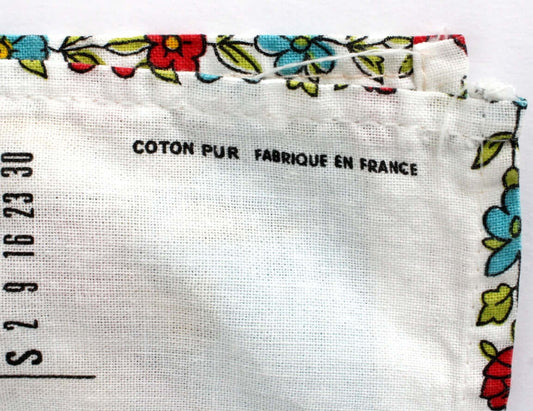 COTON PUR FABRIQUE EN FRANCE
S 2 9 16 23 30